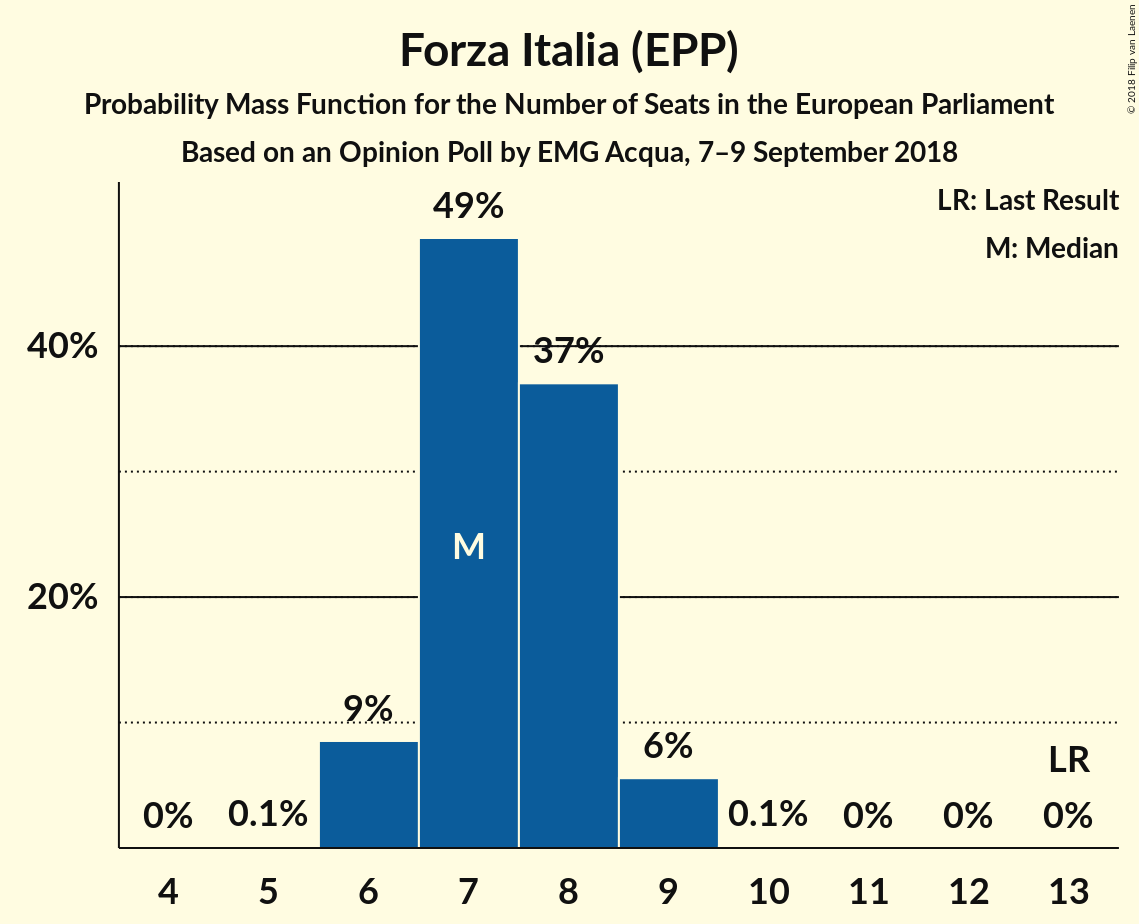 Forza Italia (EPP)
Probability Mass Function for the Number of Seats in the European Parliament
Based on an Opinion Poll by EMG Acqua, 7–9 September 2018
© 2018 Filip van Laenen
LR: Last Result
M: Median
49%
40%
37%
M
20%
9%
6%
LR
0%
0.1%
0.1%
0%
0%
0%
4 5 6 7 8 9 10 11 12 13